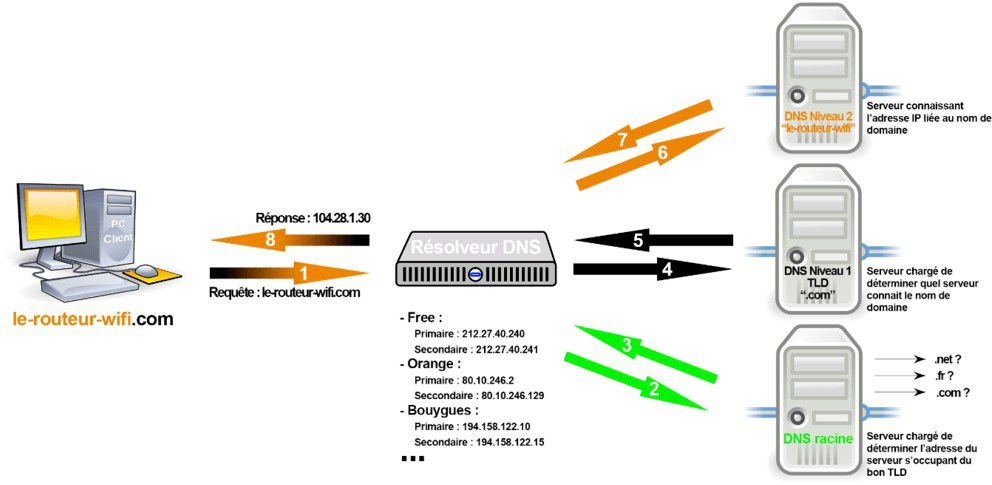 PC
Client
le-routeur-wifi.com
Réponse : 104.28.1.30
8
1
Requête : le-routeur-wifi.com
Résolveur DNS
- Free :
Primaire : 212.27.40.240
Secondaire : 212.27.40.241
- Orange :
Primaire : 80.10.246.2
Seccondaire : 80.10.246.129
- Bouygues :
Primaire : 194.158.122.10
Secondaire : 194.158.122.15
...
7
6
5
4
3
2
DNS Niveau 2
"le-routeur-wifi"
Serveur connaissant
l'adresse IP liée au nom de
domaine
DNS Niveau 1
TLD
".com"
Serveur chargé de
déterminer quel serveur
connait le nom de
domaine
DNS racine
.net ?
.fr ?
.com ?
Serveur chargé de
déterminer l'adresse du
serveur s'occupant du
bon TLD